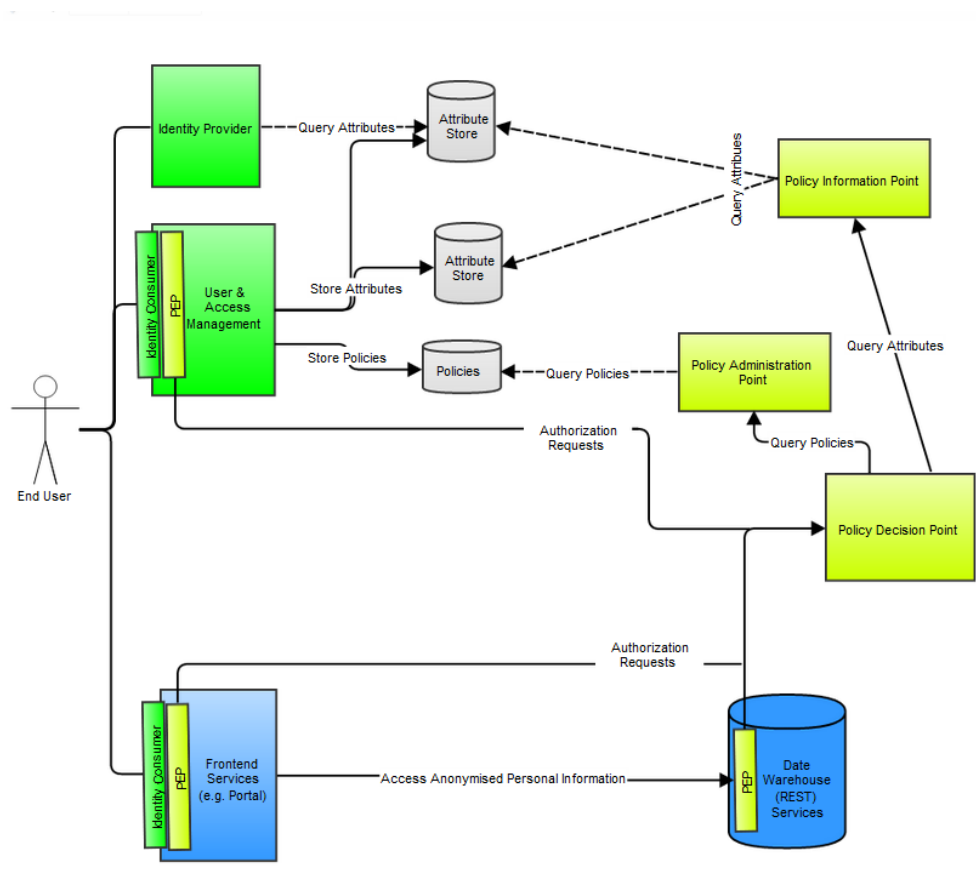 Identity Provider
Query Attributes
Attribute
Store
Query Attribues
Policy Information Point
Identity Consumer
PEP
User &
Access
Management
Store Attributes
Attribute
Store
Store Policies
Policies
Query Policies
Policy Administration
Point
Query Attributes
Query Policies
Authorization
Requests
End User
Policy Decision Point
Authorization
Requests
Identity Consumer
PEP
Frontend
Services
(e.g. Portal)
Access Anonymised Personal Information
PEP
Date
Warehouse
(REST)
Services